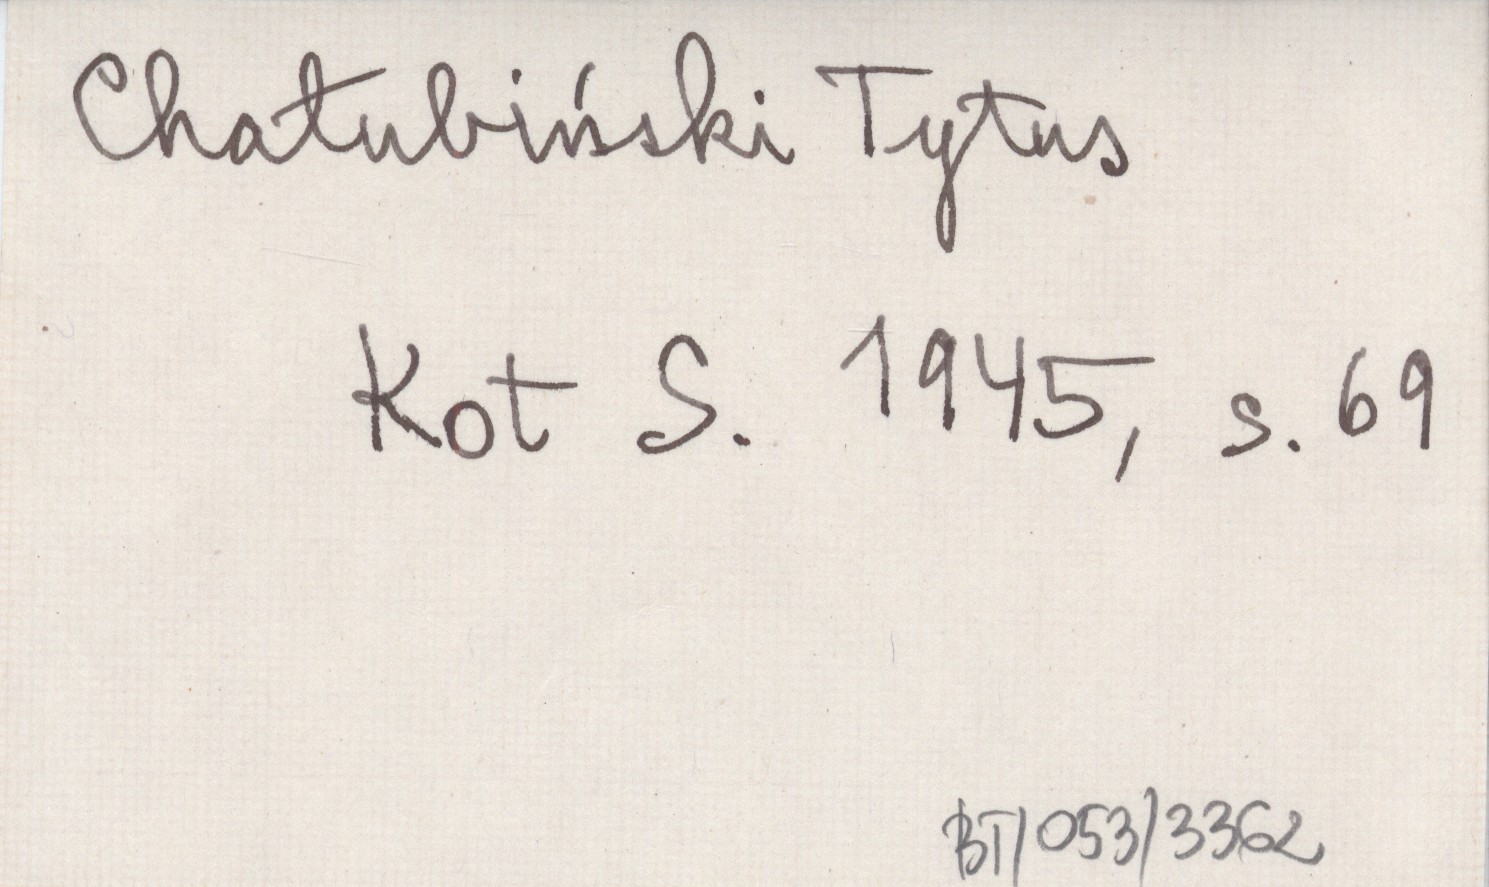 Chałubiński Tytus
Kot S. 1945, s. 69
BT/053/3362